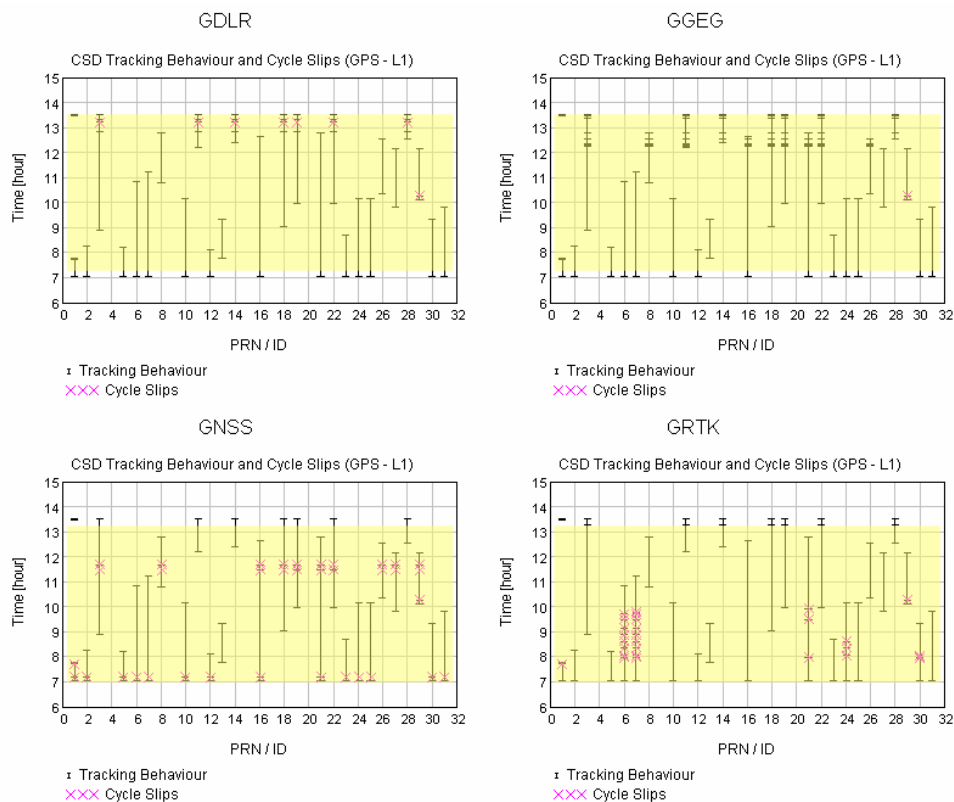 GDLR
CSD Tracking Behaviour and Cycle Slips (GPS - L1)
15
14
13
12
11
10
9
8
7
6
Time [hour]
0 2 4 6 8 10 12 14 16 18 20 22 24 26 28 30 32
PRN / ID
Tracking Behaviour
Cycle Slips
GGEG
CSD Tracking Behaviour and Cycle Slips (GPS - L1)
15
14
13
12
11
10
9
8
7
6
Time [hour]
0 2 4 6 8 10 12 14 16 18 20 22 24 26 28 30 32
PRN / ID
Tracking Behaviour
Cycle Slips
GNSS
CSD Tracking Behaviour and Cycle Slips (GPS - L1)
15
14
13
12
11
10
9
8
7
6
Time [hour]
0 2 4 6 8 10 12 14 16 18 20 22 24 26 28 30 32
PRN / ID
Tracking Behaviour
Cycle Slips
GRTK
CSD Tracking Behaviour and Cycle Slips (GPS - L1)
15
14
13
12
11
10
9
8
7
6
Time [hour]
0 2 4 6 8 10 12 14 16 18 20 22 24 26 28 30 32
PRN / ID
Tracking Behaviour
Cycle Slips